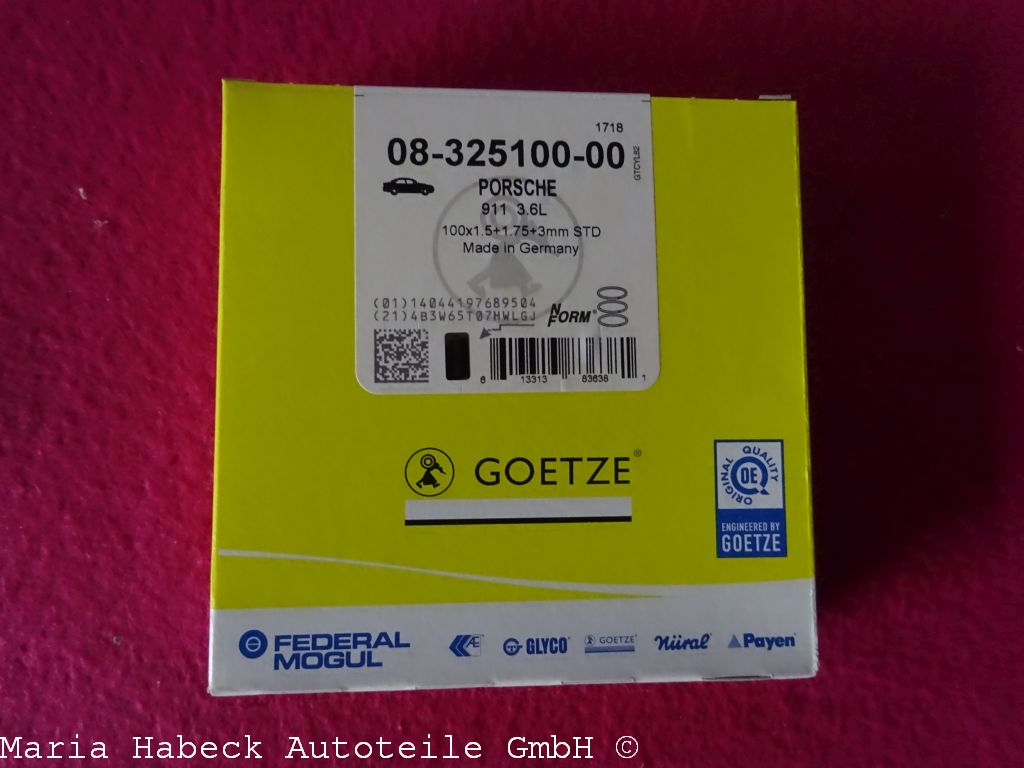 1718
08-325100-00
GTCYL82
PORSCHE
911 3.6L
100x1.5+1.75+3mm STD
Made in Germany
(01)14044197689504
(21)4B3W65T07HWLGJ
NFORM®
6 13313 83638 1
GOETZE®
ORIGINAL QUALITY
OE
ENGINEERED BY
GOETZE
FEDERAL
MOGUL
AE GLYCO® GOETZE® Nüral® Payen®
Maria Habeck Autoteile GmbH ©